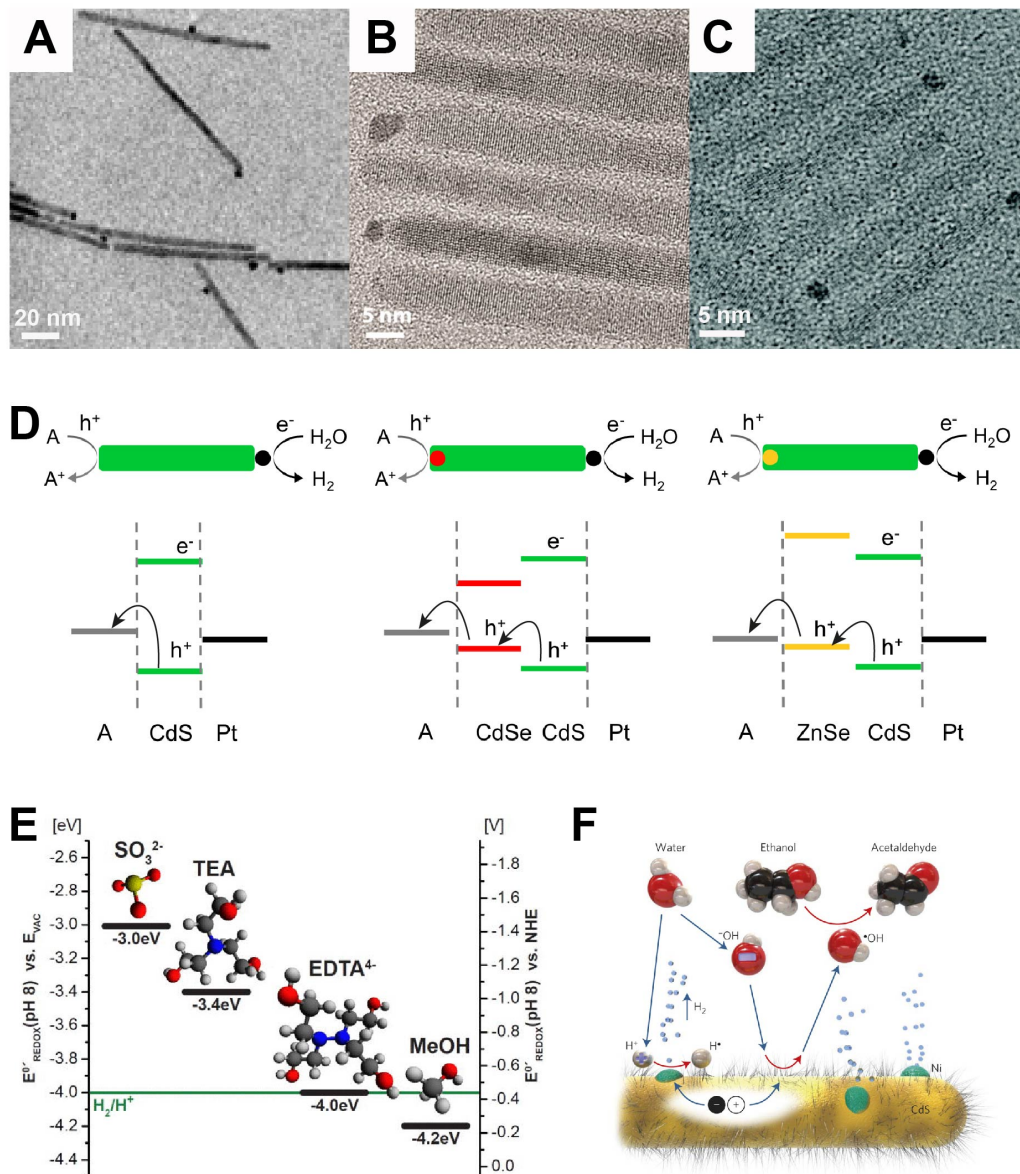 A
B
C
20 nm
5 nm
5 nm
D
A
h⁺
A⁺
e⁻
H₂O
H₂
A
h⁺
A⁺
e⁻
H₂O
H₂
A
h⁺
A⁺
e⁻
H₂O
H₂
e⁻
h⁺
A CdS Pt
e⁻
h⁺
h⁺
A CdSe CdS Pt
e⁻
h⁺
h⁺
A ZnSe CdS Pt
E
[eV]
[V]
E⁰′REDOX(pH 8) vs. EVAC
-2.6
-2.8
-3.0
-3.2
-3.4
-3.6
-3.8
-4.0
-4.2
-4.4
SO₃²⁻
-3.0eV
TEA
-3.4eV
EDTA⁴⁻
-4.0eV
MeOH
-4.2eV
H₂/H⁺
-1.8
-1.6
-1.4
-1.2
-1.0
-0.8
-0.6
-0.4
-0.2
0.0
E⁰′REDOX(pH 8) vs. NHE
F
Water
Ethanol
Acetaldehyde
⁻OH
•OH
H₂
H⁺
H•
Ni
CdS